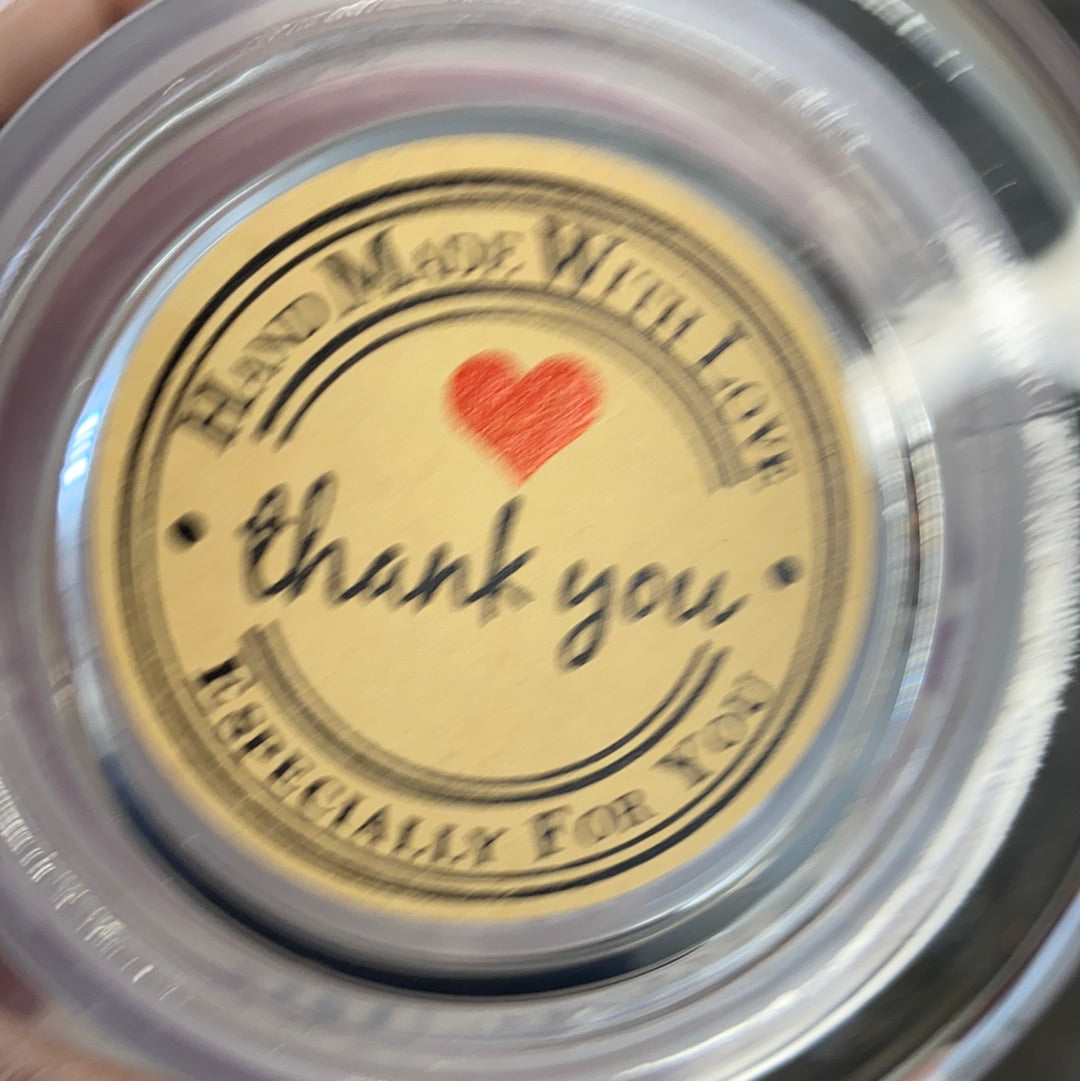 HAND MADE WITH LOVE
thank you
ESPECIALLY FOR YOU